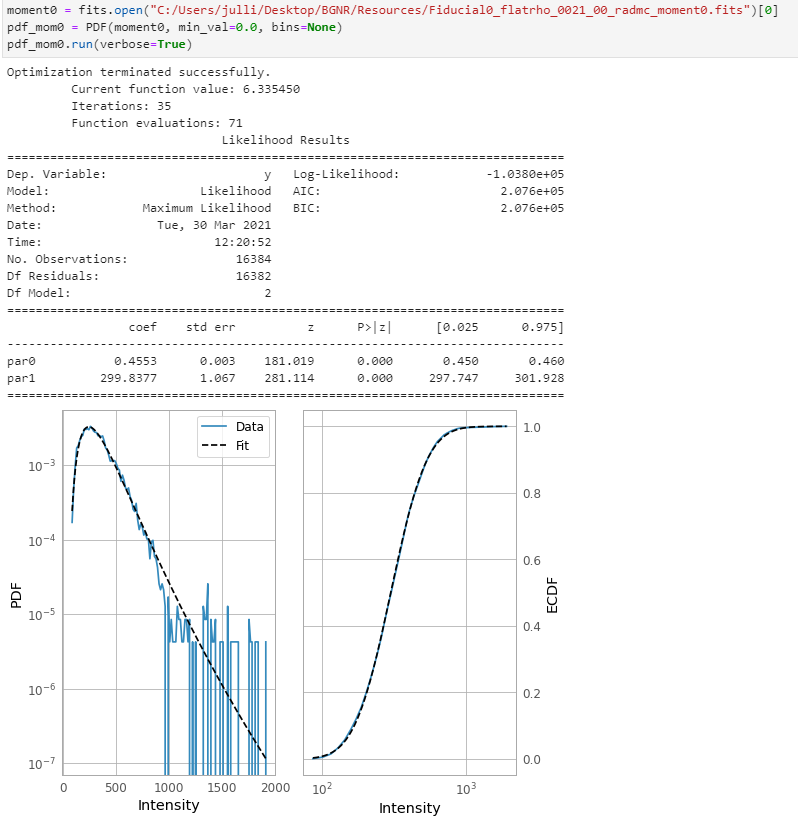 moment0 = fits.open("C:/Users/julli/Desktop/BGNR/Resources/Fiducial0_flatrho_0021_00_radmc_moment0.fits")[0]
pdf_mom0 = PDF(moment0, min_val=0.0, bins=None)
pdf_mom0.run(verbose=True)
Optimization terminated successfully.
Current function value: 6.335450
Iterations: 35
Function evaluations: 71
Likelihood Results
==============================================================================
Dep. Variable: y Log-Likelihood: -1.0380e+05
Model: Likelihood AIC: 2.076e+05
Method: Maximum Likelihood BIC: 2.076e+05
Date: Tue, 30 Mar 2021
Time: 12:20:52
No. Observations: 16384
Df Residuals: 16382
Df Model: 2
==============================================================================
coef std err z P>|z| [0.025 0.975]
------------------------------------------------------------------------------
par0 0.4553 0.003 181.019 0.000 0.450 0.460
par1 299.8377 1.067 281.114 0.000 297.747 301.928
==============================================================================
Data
Fit
10⁻³
10⁻⁴
10⁻⁵
10⁻⁶
10⁻⁷
PDF
0 500 1000 1500 2000
Intensity
1.0
0.8
0.6
0.4
0.2
0.0
ECDF
10² 10³
Intensity